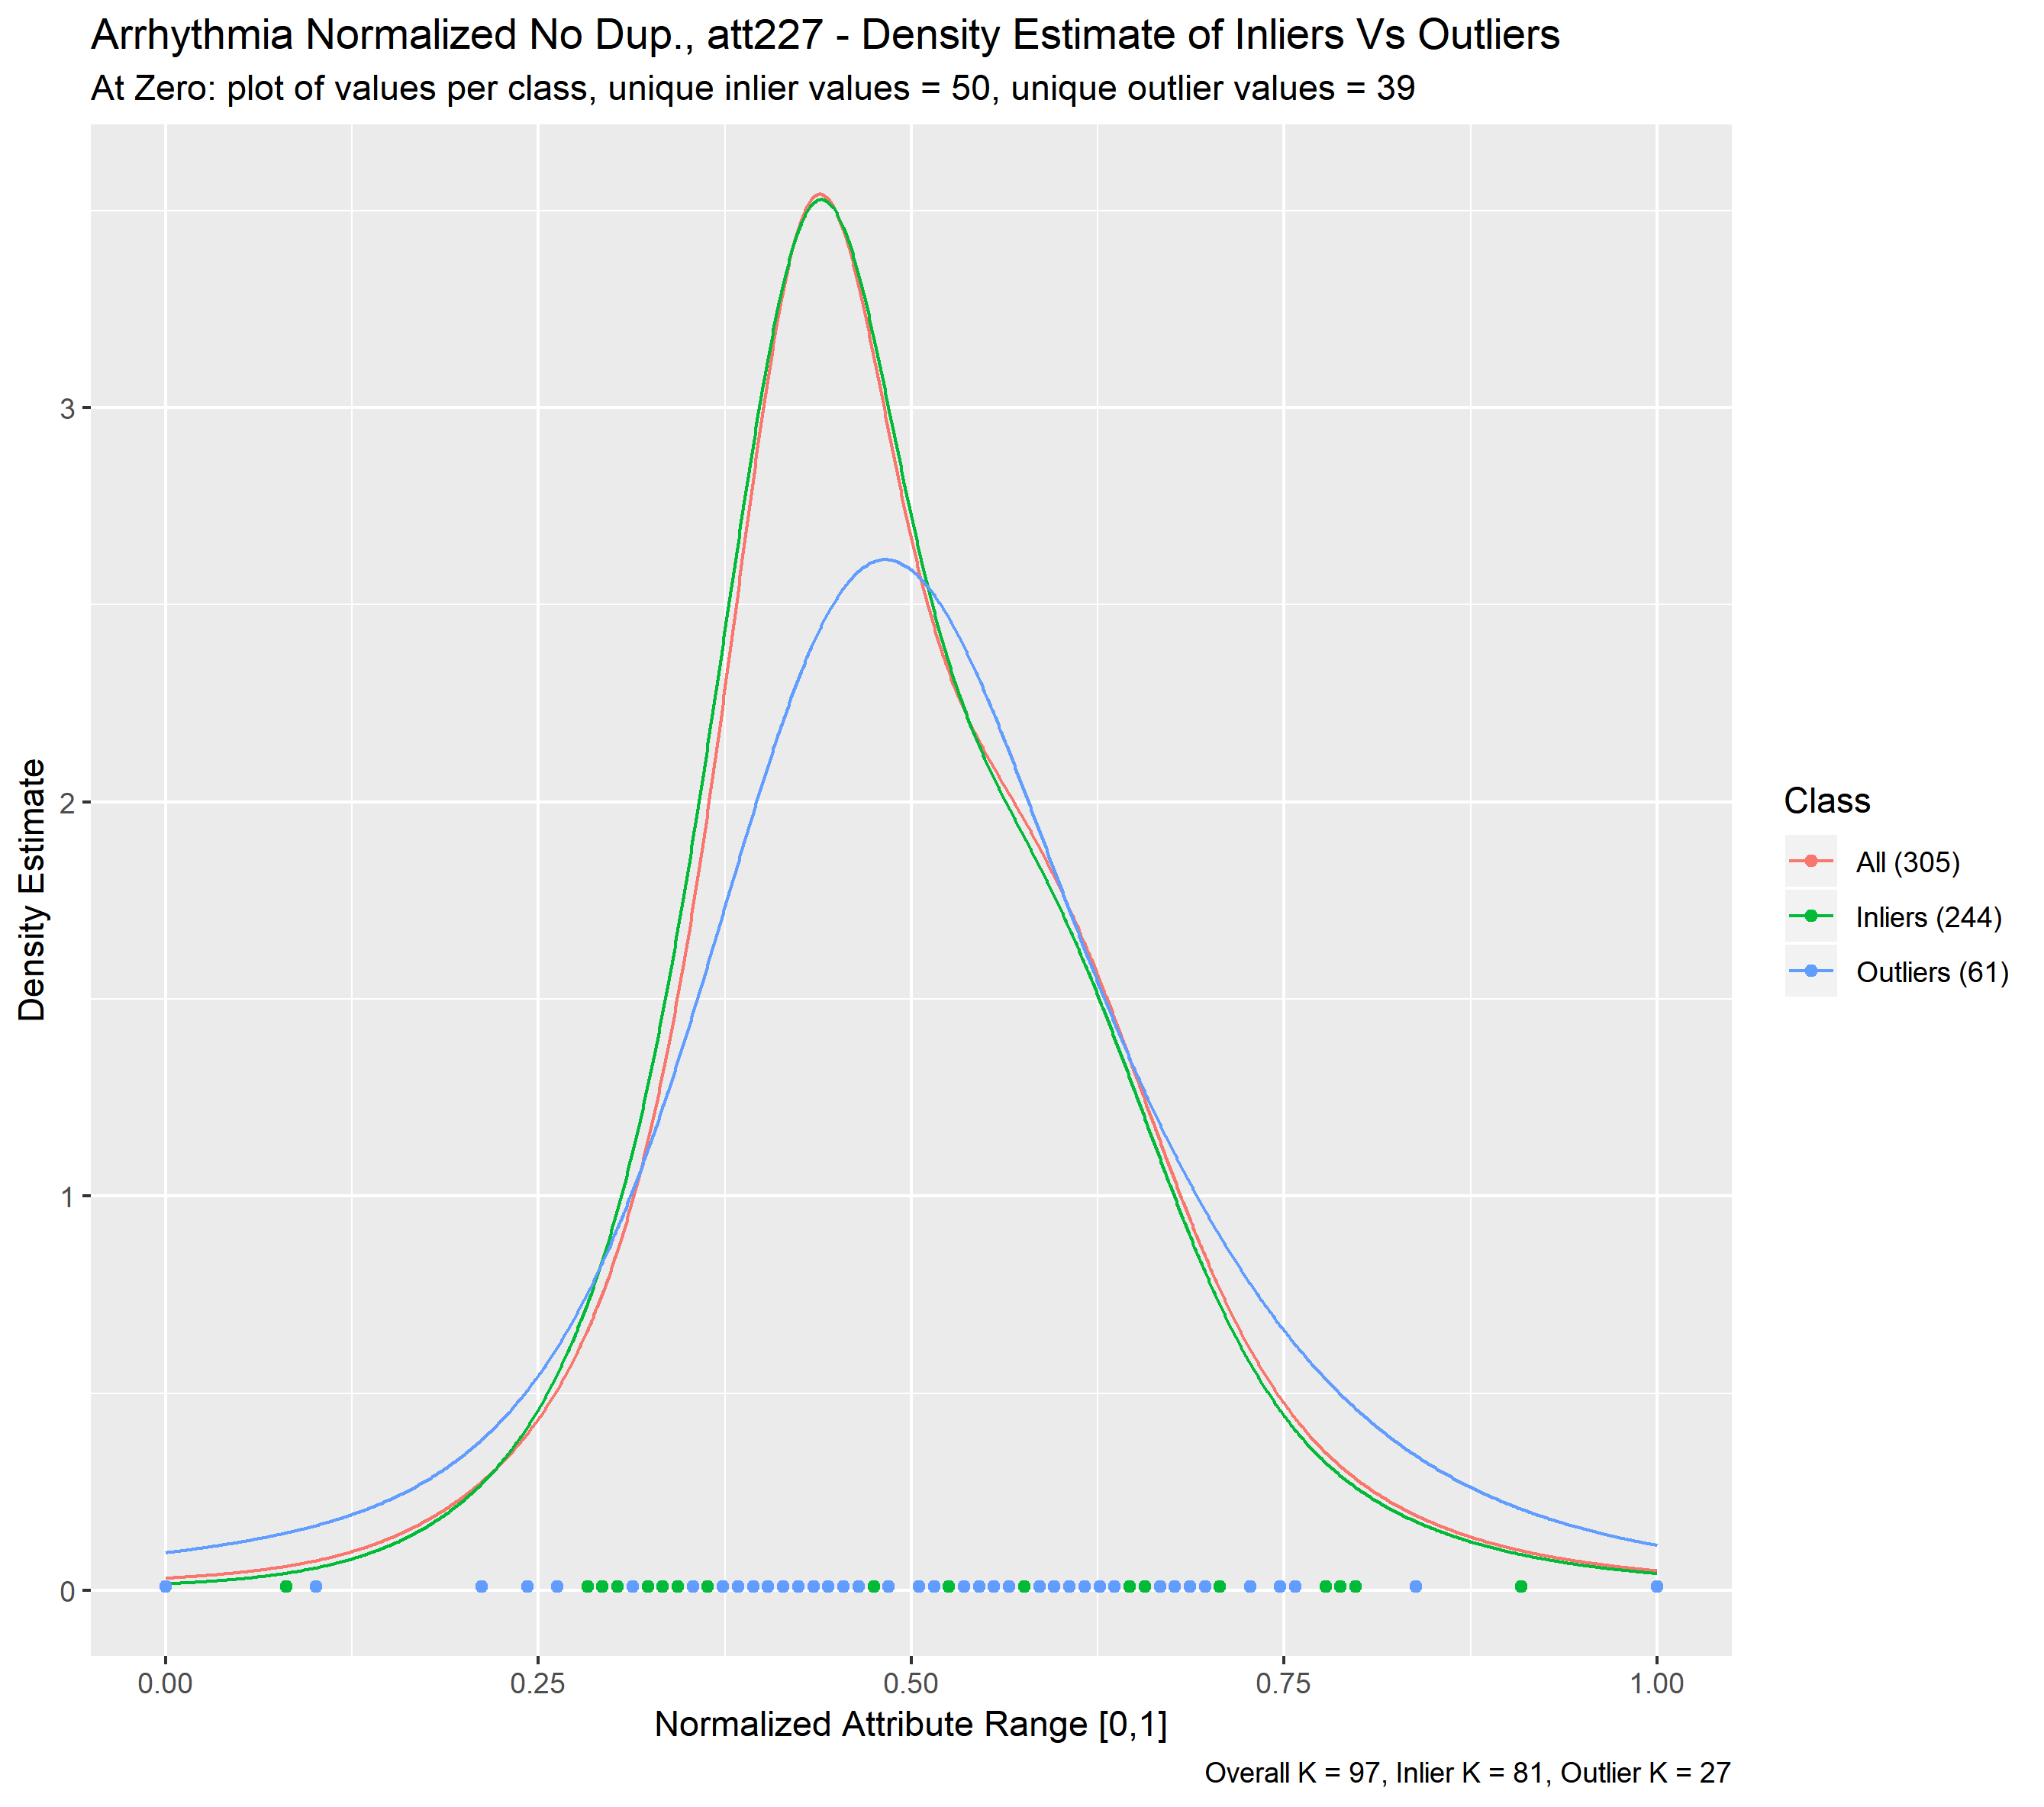 Arrhythmia Normalized No Dup., att227 - Density Estimate of Inliers Vs Outliers
At Zero: plot of values per class, unique inlier values = 50, unique outlier values = 39
Density Estimate
3
2
1
0
0.00 0.25 0.50 0.75 1.00
Normalized Attribute Range [0,1]
Class
All (305)
Inliers (244)
Outliers (61)
Overall K = 97, Inlier K = 81, Outlier K = 27